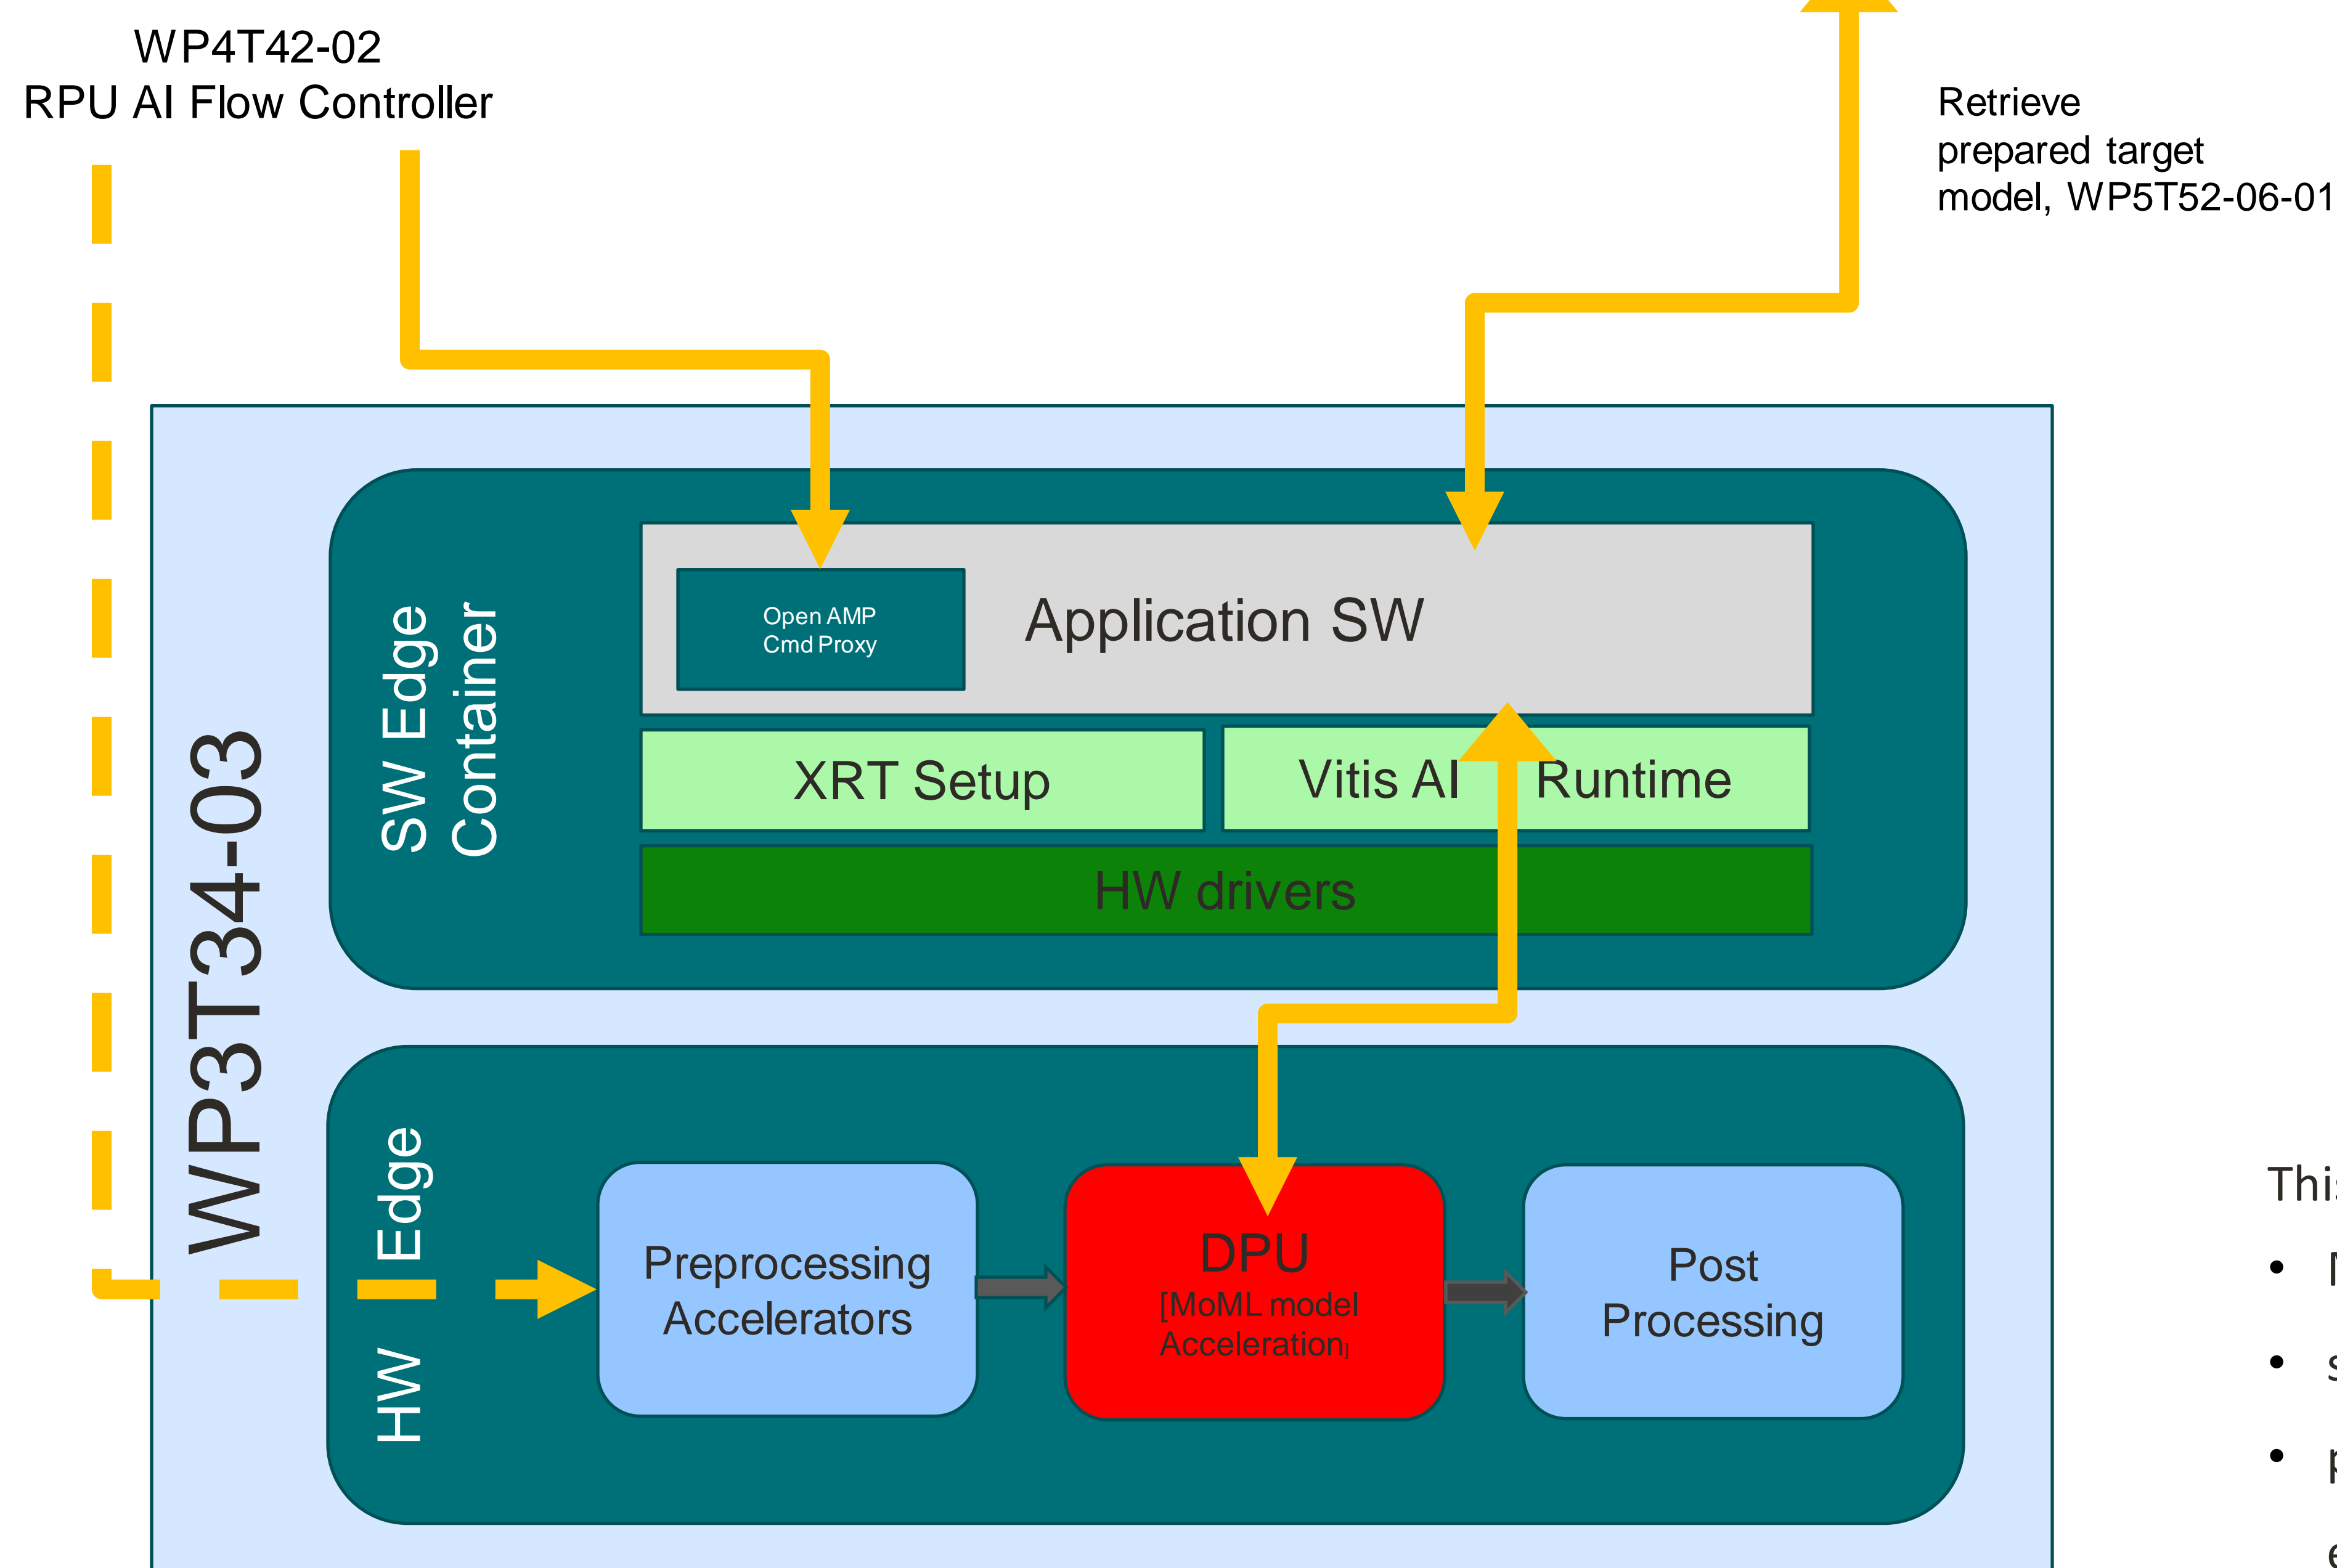 WP4T42-02
RPU AI Flow Controller
Retrieve
prepared target
model, WP5T52-06-01
WP3T34-03
SW Edge
Container
Open AMP
Cmd Proxy
Application SW
XRT Setup
Vitis AI Runtime
HW drivers
HW Edge
Preprocessing
Accelerators
DPU
[MoML model
Acceleration]
Post
Processing